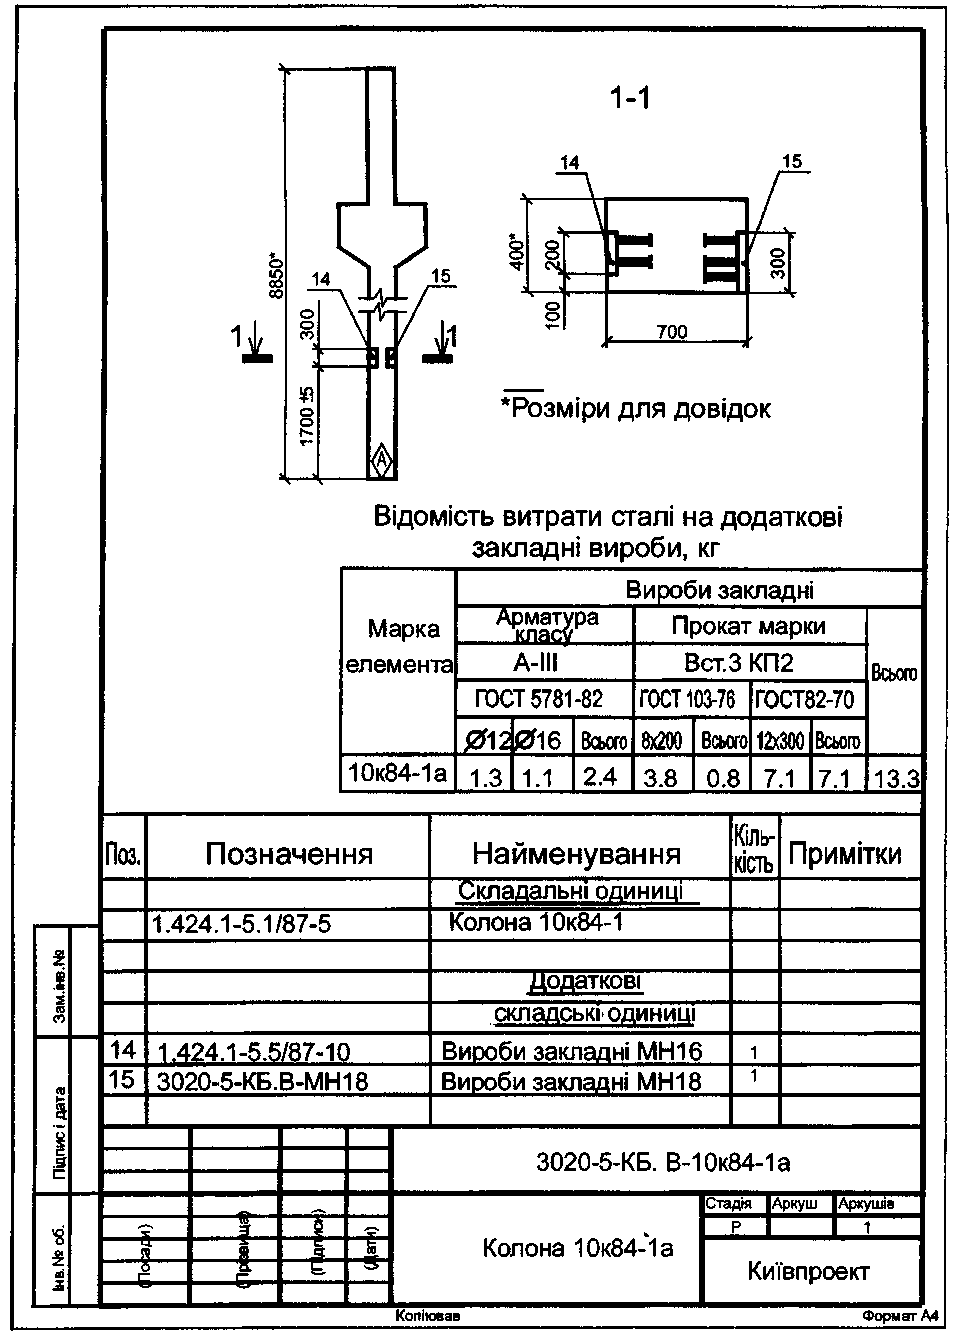 1-1
8850*
14
15
300
1
1
1700 ±5
А
14
15
400*
200
100
300
700
*Розміри для довідок
Відомість витрати сталі на додаткові
закладні вироби, кг
Марка
елемента
Вироби закладні
Арматура
класу
Прокат марки
Всього
А-III
Вст.3 КП2
ГОСТ 5781-82
ГОСТ 103-76
ГОСТ82-70
Ø12
Ø16
Всього
8х200
Всього
12х300
Всього
10к84-1а
1.3
1.1
2.4
3.8
0.8
7.1
7.1
13.3
Поз.
Позначення
Найменування
Кіль-
кість
Примітки
Складальні одиниці
1.424.1-5.1/87-5
Колона 10к84-1
Додаткові
складські одиниці
14
1.424.1-5.5/87-10
Вироби закладні МН16
1
15
3020-5-КБ.В-МН18
Вироби закладні МН18
1
Зам.інв.№
Підпис і дата
Інв.№ об.
3020-5-КБ. В-10к84-1а
(Посади)
(Прізвища)
(Підписи)
(Дати)
Колона 10к84-1а
Стадія
Аркуш
Аркушів
Р
1
Київпроект
Копіював
Формат А4